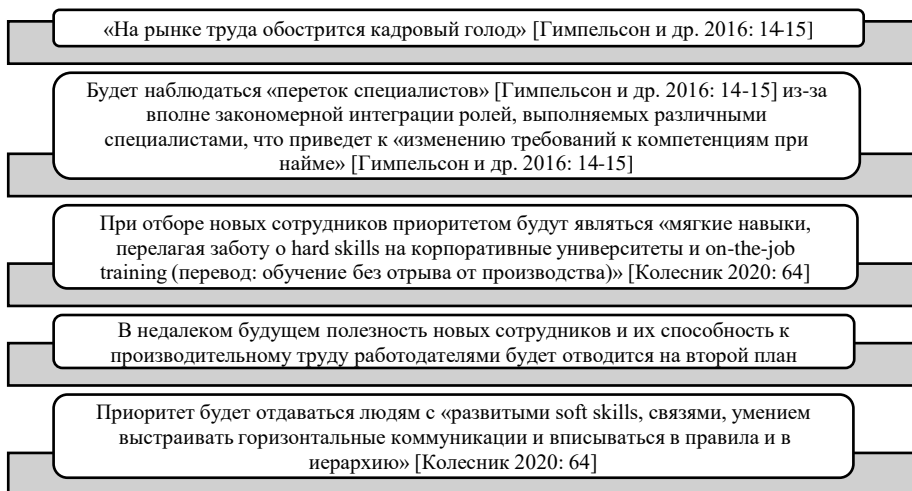 «На рынке труда обострится кадровый голод» [Гимпельсон и др. 2016: 14-15]
Будет наблюдаться «переток специалистов» [Гимпельсон и др. 2016: 14-15] из-за
вполне закономерной интеграции ролей, выполняемых различными
специалистами, что приведет к «изменению требований к компетенциям при
найме» [Гимпельсон и др. 2016: 14-15]
При отборе новых сотрудников приоритетом будут являться «мягкие навыки,
перелагая заботу о hard skills на корпоративные университеты и on-the-job
training (перевод: обучение без отрыва от производства)» [Колесник 2020: 64]
В недалеком будущем полезность новых сотрудников и их способность к
производительному труду работодателями будет отводится на второй план
Приоритет будет отдаваться людям с «развитыми soft skills, связями, умением
выстраивать горизонтальные коммуникации и вписываться в правила и в
иерархию» [Колесник 2020: 64]